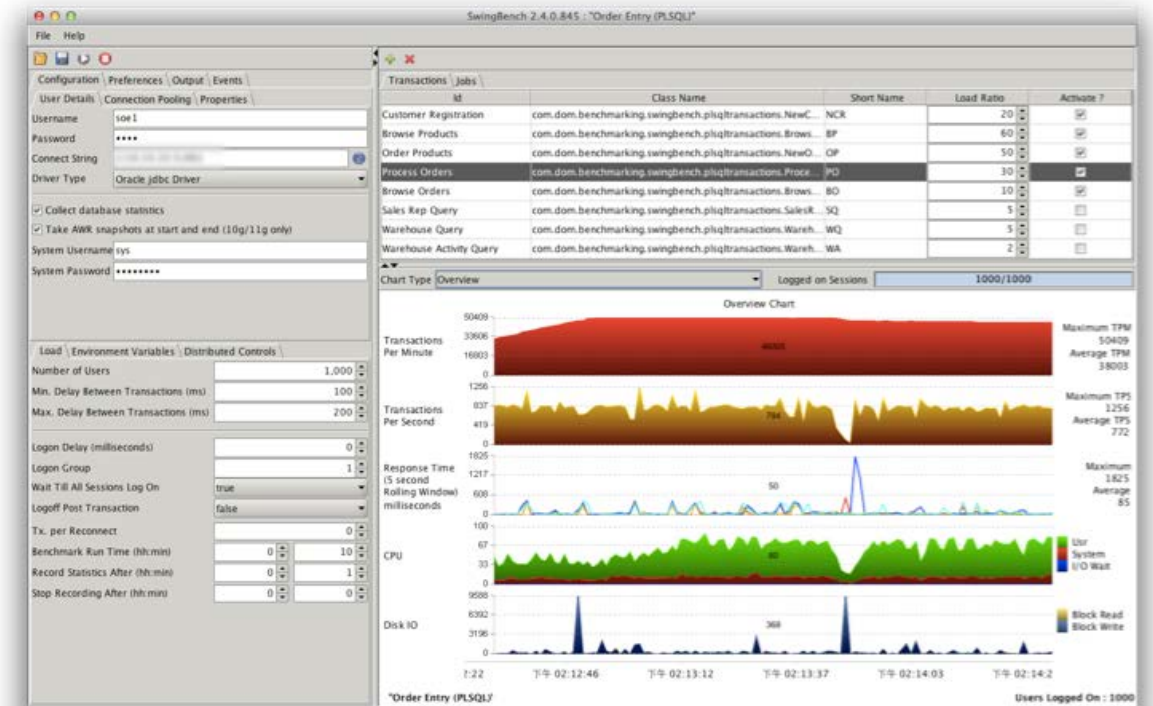 SwingBench 2.4.0.845 : "Order Entry (PLSQL)"
File Help
Configuration Preferences Output Events
User Details Connection Pooling Properties
Username soe1
Password ••••
Connect String
Driver Type Oracle jdbc Driver
Collect database statistics
Take AWR snapshots at start and end (10g/11g only)
System Username sys
System Password ••••••••
Load Environment Variables Distributed Controls
Number of Users 1,000
Min. Delay Between Transactions (ms) 100
Max. Delay Between Transactions (ms) 200
Logon Delay (milliseconds) 0
Logon Group 1
Wait Till All Sessions Log On true
Logoff Post Transaction false
Tx. per Reconnect 0
Benchmark Run Time (hh:min) 0 10
Record Statistics After (hh:min) 0 1
Stop Recording After (hh:min) 0 0
Transactions Jobs
Id Class Name Short Name Load Ratio Activate ?
Customer Registration com.dom.benchmarking.swingbench.plsqltransactions.NewC... NCR 20
Browse Products com.dom.benchmarking.swingbench.plsqltransactions.Brows... BP 60
Order Products com.dom.benchmarking.swingbench.plsqltransactions.NewO... OP 50
Process Orders com.dom.benchmarking.swingbench.plsqltransactions.Proce... PO 30
Browse Orders com.dom.benchmarking.swingbench.plsqltransactions.Brows... BO 10
Sales Rep Query com.dom.benchmarking.swingbench.plsqltransactions.SalesR... SQ 5
Warehouse Query com.dom.benchmarking.swingbench.plsqltransactions.Wareh... WQ 5
Warehouse Activity Query com.dom.benchmarking.swingbench.plsqltransactions.Wareh... WA 2
Chart Type Overview Logged on Sessions 1000/1000
Overview Chart
Transactions
Per Minute
50409
33606
16803
0
Maximum TPM
50409
Average TPM
38003
Transactions
Per Second
1256
837
419
0
784
Maximum TPS
1256
Average TPS
772
Response Time
(5 second
Rolling Window)
milliseconds
1825
1217
608
0
50
Maximum
1825
Average
85
CPU
100
67
33
0
Usr
System
I/O Wait
Disk IO
9588
6392
3196
0
368
Block Read
Block Write
2:22 下午 02:12:46 下午 02:13:12 下午 02:13:37 下午 02:14:03 下午 02:14:2
"Order Entry (PLSQL)' Users Logged On : 1000